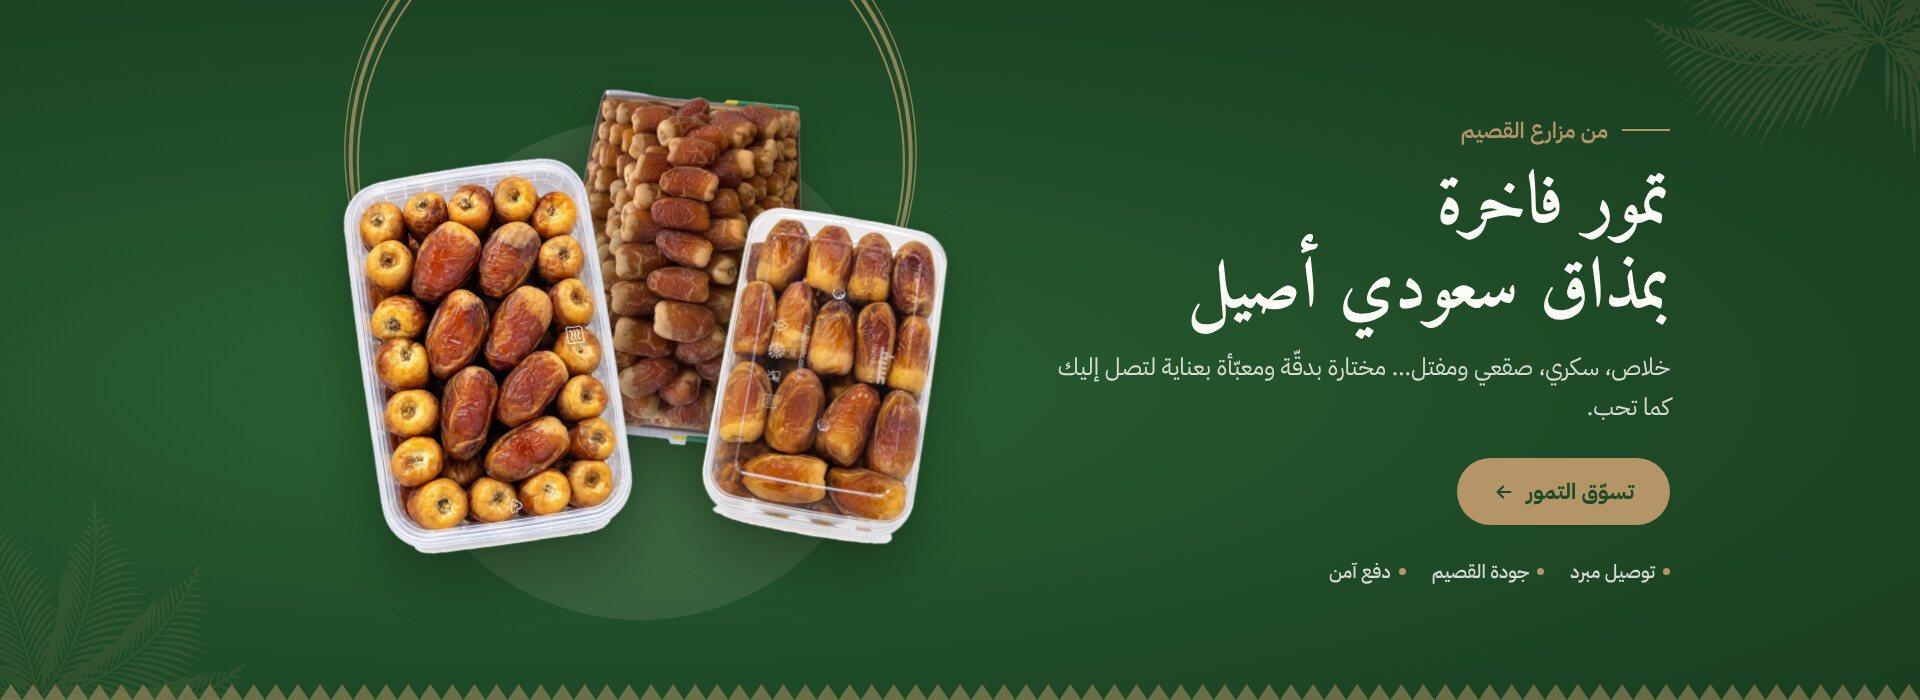 من مزارع القصيم
تمور فاخرة
بمذاق سعودي أصيل
خلاص، سكري، صقعي ومفتل... مختارة بدقّة ومعبّأة بعناية لتصل إليك
كما تحب.
تسوّق التمور ←
توصيل مبرد • جودة القصيم • دفع آمن